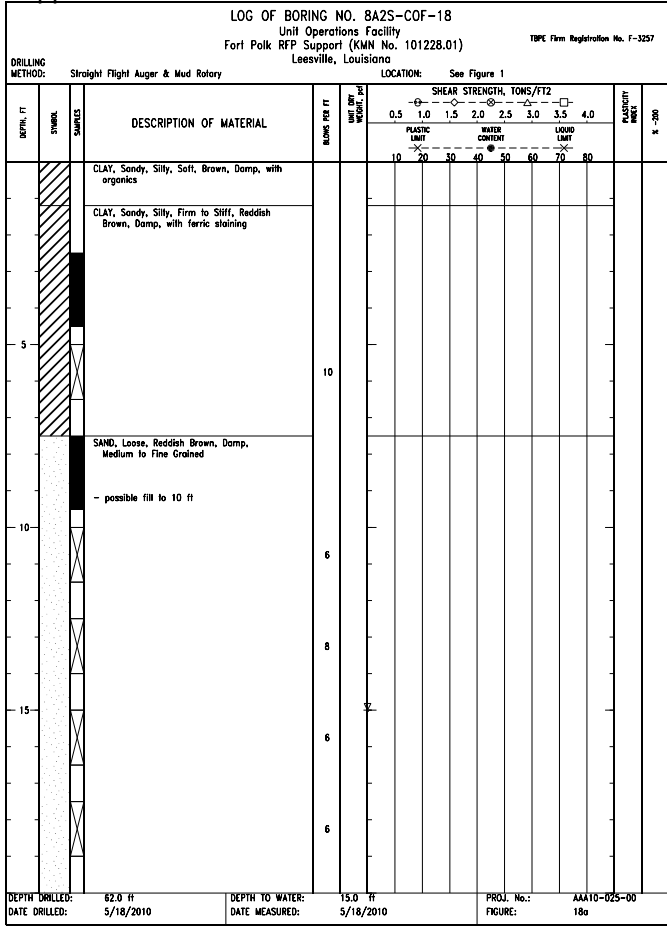 LOG OF BORING NO. 8A2S-COF-18
Unit Operations Facility
Fort Polk RFP Support (KMN No. 101228.01)
Leesville, Louisiana
TBPE Firm Registration No. F-3257
DRILLING
METHOD: Straight Flight Auger & Mud Rotary
LOCATION: See Figure 1
DEPTH, FT
SYMBOL
SAMPLES
DESCRIPTION OF MATERIAL
BLOWS PER FT
UNIT DRY
WEIGHT, pcf
SHEAR STRENGTH, TONS/FT2
0.5 1.0 1.5 2.0 2.5 3.0 3.5 4.0
PLASTIC LIMIT
WATER CONTENT
LIQUID LIMIT
10 20 30 40 50 60 70 80
PLASTICITY
INDEX
% -200
CLAY, Sandy, Silty, Soft, Brown, Damp, with
organics
CLAY, Sandy, Silty, Firm to Stiff, Reddish
Brown, Damp, with ferric staining
5
10
SAND, Loose, Reddish Brown, Damp,
Medium to Fine Grained
- possible fill to 10 ft
10
6
8
15
6
6
DEPTH DRILLED: 62.0 ft
DEPTH TO WATER: 15.0 ft
PROJ. No.: AAA10-025-00
DATE DRILLED: 5/18/2010
DATE MEASURED: 5/18/2010
FIGURE: 18a